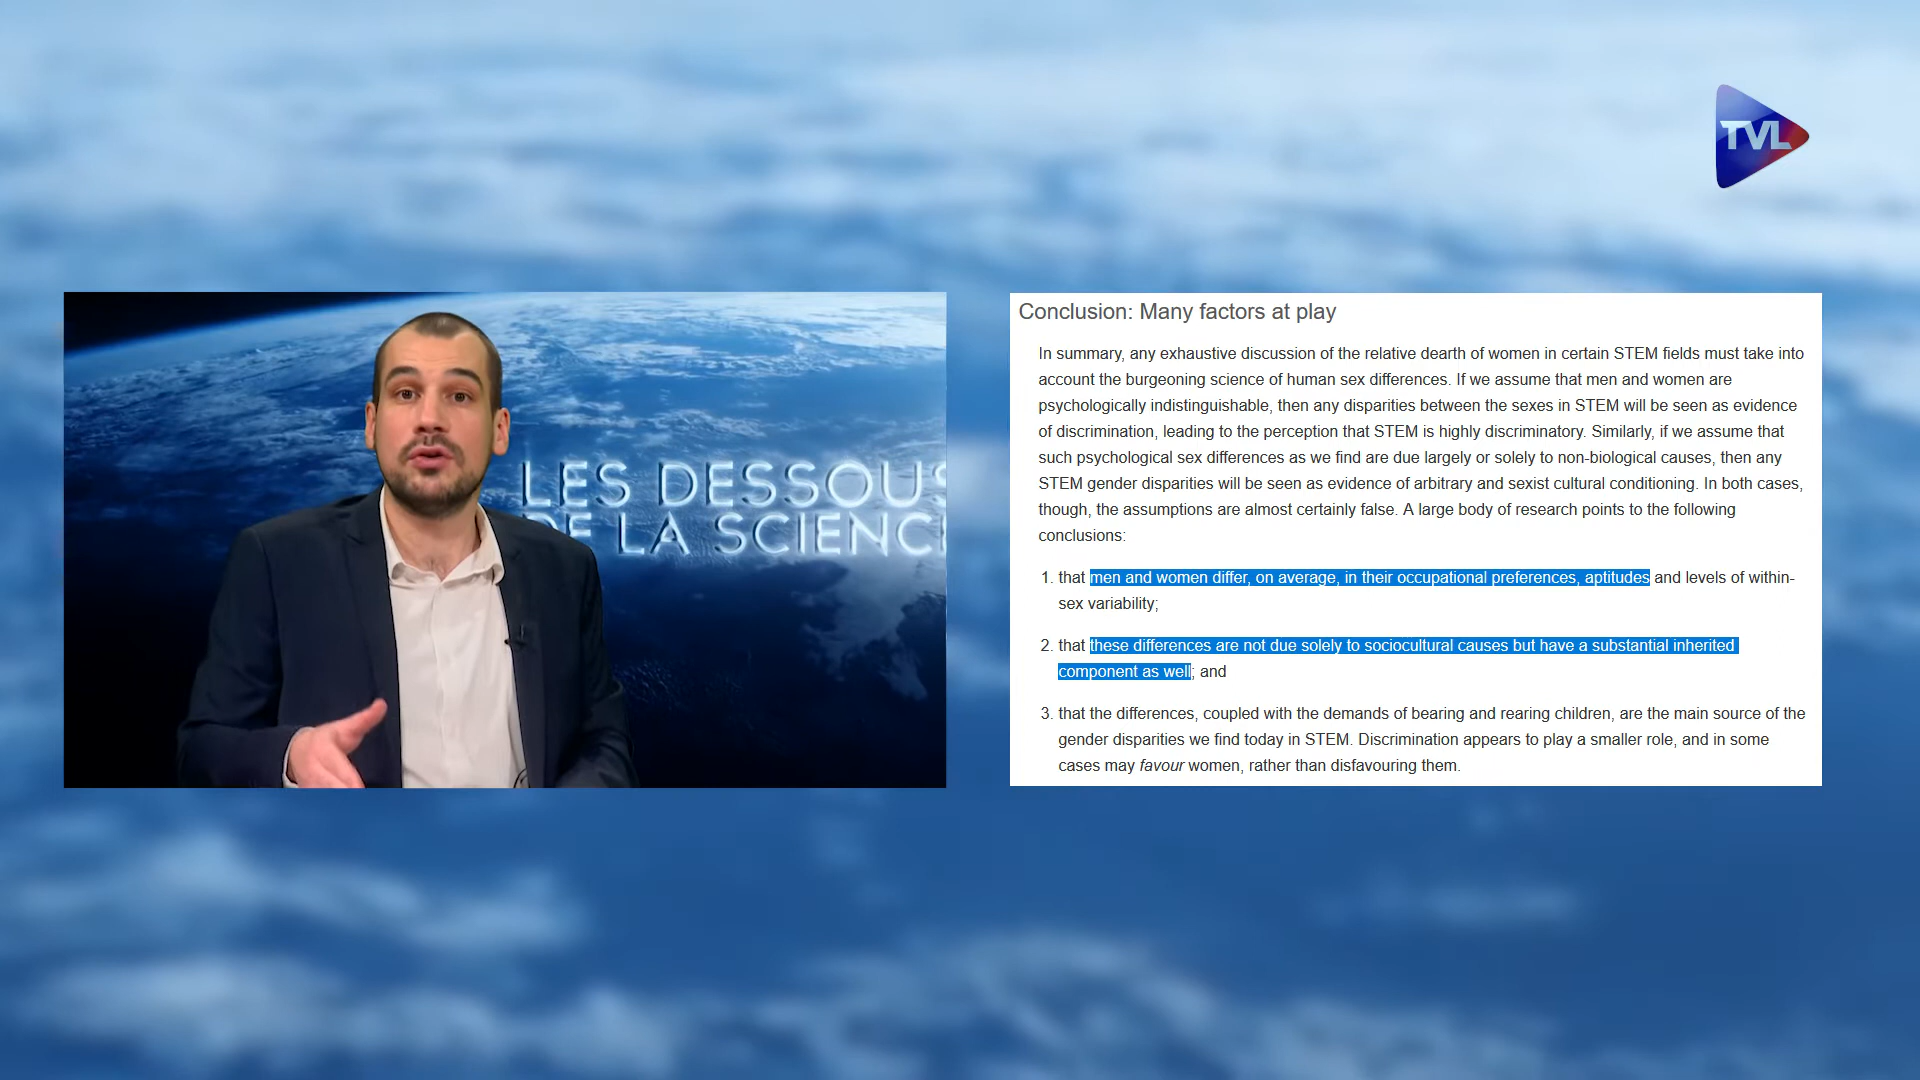 TVL
LES DESSOUS
DE LA SCIENC
Conclusion: Many factors at play
In summary, any exhaustive discussion of the relative dearth of women in certain STEM fields must take into
account the burgeoning science of human sex differences. If we assume that men and women are
psychologically indistinguishable, then any disparities between the sexes in STEM will be seen as evidence
of discrimination, leading to the perception that STEM is highly discriminatory. Similarly, if we assume that
such psychological sex differences as we find are due largely or solely to non-biological causes, then any
STEM gender disparities will be seen as evidence of arbitrary and sexist cultural conditioning. In both cases,
though, the assumptions are almost certainly false. A large body of research points to the following
conclusions:
1. that men and women differ, on average, in their occupational preferences, aptitudes and levels of within-
sex variability;
2. that these differences are not due solely to sociocultural causes but have a substantial inherited
component as well; and
3. that the differences, coupled with the demands of bearing and rearing children, are the main source of the
gender disparities we find today in STEM. Discrimination appears to play a smaller role, and in some
cases may favour women, rather than disfavouring them.